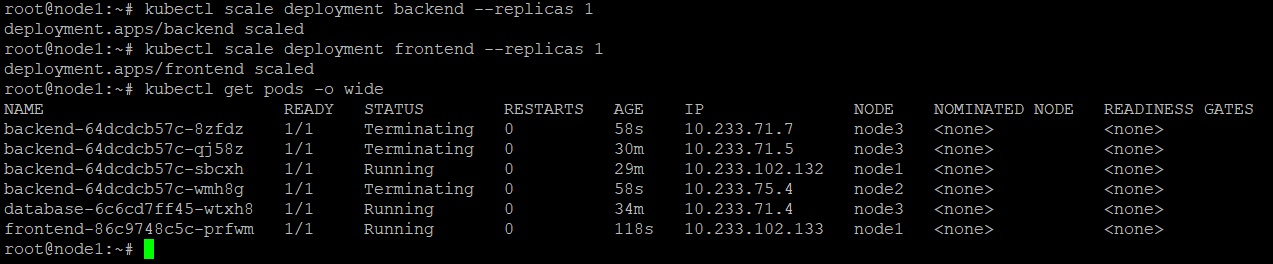 root@node1:~# kubectl scale deployment backend --replicas 1
deployment.apps/backend scaled
root@node1:~# kubectl scale deployment frontend --replicas 1
deployment.apps/frontend scaled
root@node1:~# kubectl get pods -o wide
NAME                        READY   STATUS        RESTARTS   AGE    IP               NODE    NOMINATED NODE   READINESS GATES
backend-64dcdcb57c-8zfdz    1/1     Terminating   0          58s    10.233.71.7      node3   <none>           <none>
backend-64dcdcb57c-qj58z    1/1     Terminating   0          30m    10.233.71.5      node3   <none>           <none>
backend-64dcdcb57c-sbcxh    1/1     Running       0          29m    10.233.102.132   node1   <none>           <none>
backend-64dcdcb57c-wmh8g    1/1     Terminating   0          58s    10.233.75.4      node2   <none>           <none>
database-6c6cd7ff45-wtxh8   1/1     Running       0          34m    10.233.71.4      node3   <none>           <none>
frontend-86c9748c5c-prfwm   1/1     Running       0          118s   10.233.102.133   node1   <none>           <none>
root@node1:~#